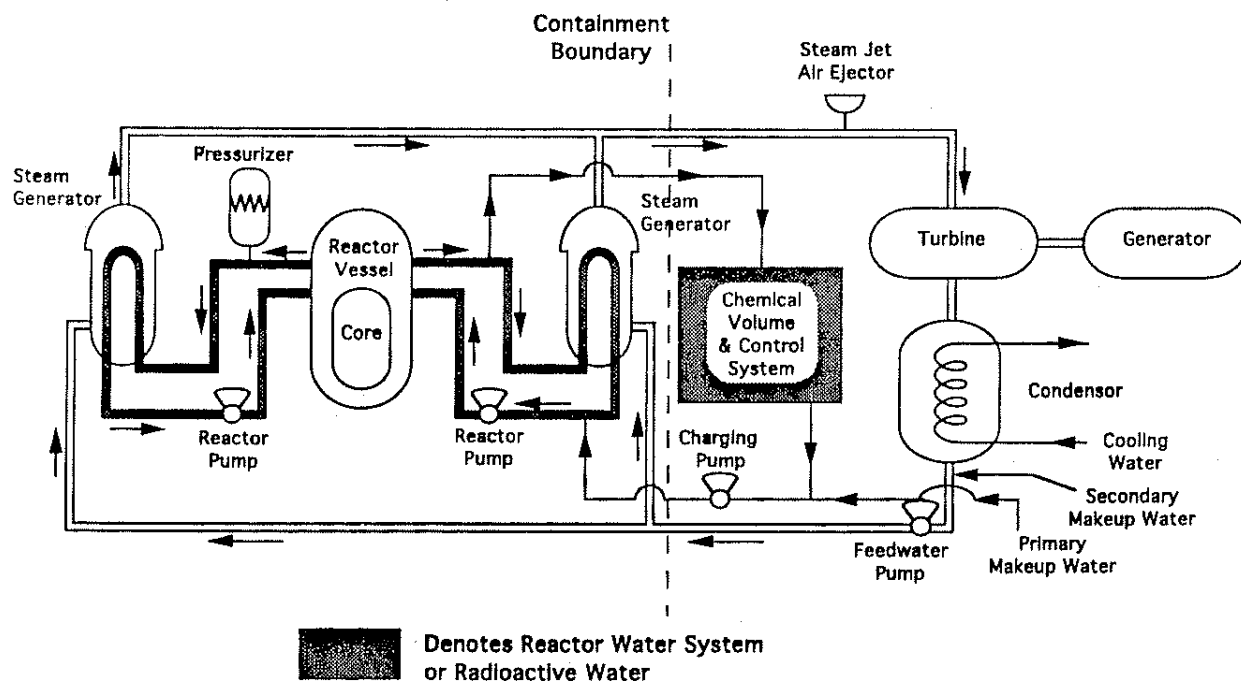 Containment
Boundary
Steam Jet
Air Ejector
Pressurizer
Steam
Generator
Steam
Generator
Reactor
Vessel
Core
Turbine
Generator
Chemical
Volume
& Control
System
Condensor
Cooling
Water
Reactor
Pump
Reactor
Pump
Charging
Pump
Secondary
Makeup Water
Feedwater
Pump
Primary
Makeup Water
Denotes Reactor Water System
or Radioactive Water